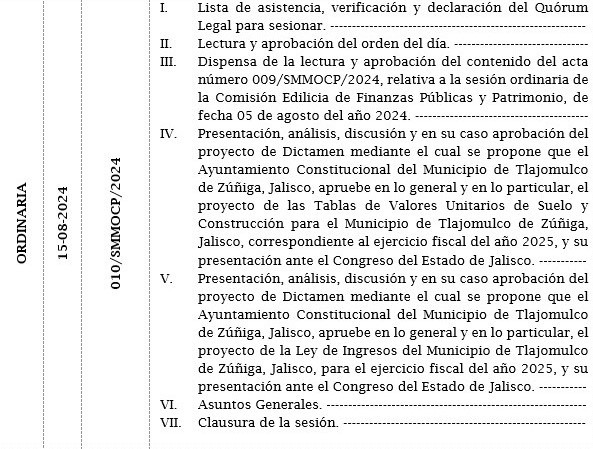 ORDINARIA
15-08-2024
010/SMMOCP/2024
I. Lista de asistencia, verificación y declaración del Quórum
Legal para sesionar. ----------------------------------------------------------
II. Lectura y aprobación del orden del día. ------------------------------
III. Dispensa de la lectura y aprobación del contenido del acta
número 009/SMMOCP/2024, relativa a la sesión ordinaria de
la Comisión Edilicia de Finanzas Públicas y Patrimonio, de
fecha 05 de agosto del año 2024. ---------------------------------------
IV. Presentación, análisis, discusión y en su caso aprobación del
proyecto de Dictamen mediante el cual se propone que el
Ayuntamiento Constitucional del Municipio de Tlajomulco
de Zúñiga, Jalisco, apruebe en lo general y en lo particular, el
proyecto de las Tablas de Valores Unitarios de Suelo y
Construcción para el Municipio de Tlajomulco de Zúñiga,
Jalisco, correspondiente al ejercicio fiscal del año 2025, y su
presentación ante el Congreso del Estado de Jalisco. -----------
V. Presentación, análisis, discusión y en su caso aprobación del
proyecto de Dictamen mediante el cual se propone que el
Ayuntamiento Constitucional del Municipio de Tlajomulco
de Zúñiga, Jalisco, apruebe en lo general y en lo particular, el
proyecto de la Ley de Ingresos del Municipio de Tlajomulco
de Zúñiga, Jalisco, para el ejercicio fiscal del año 2025, y su
presentación ante el Congreso del Estado de Jalisco. -----------
VI. Asuntos Generales. -----------------------------------------------------------
VII. Clausura de la sesión. -------------------------------------------------------